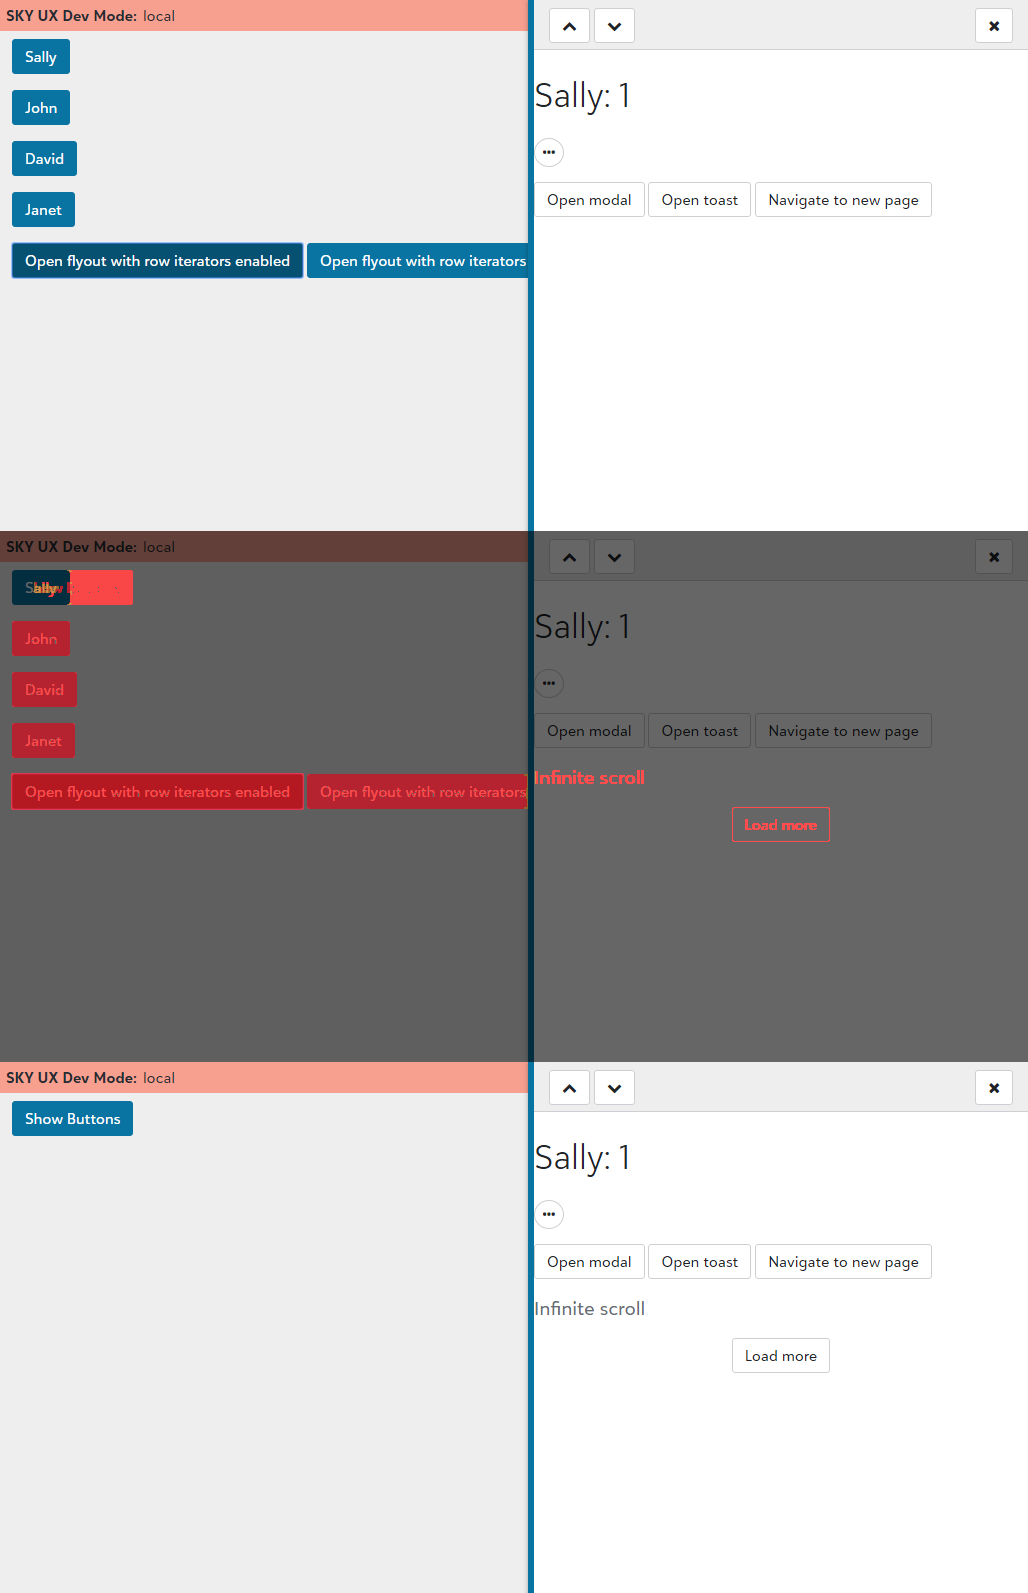 SKY UX Dev Mode: local
Sally
John
David
Janet
Open flyout with row iterators enabled Open flyout with row iterators
Sally: 1
Open modal Open toast Navigate to new page
SKY UX Dev Mode: local
John
David
Janet
Open flyout with row iterators enabled Open flyout with row iterators
Sally: 1
Open modal Open toast Navigate to new page
Infinite scroll
Load more
SKY UX Dev Mode: local
Show Buttons
Sally: 1
Open modal Open toast Navigate to new page
Infinite scroll
Load more